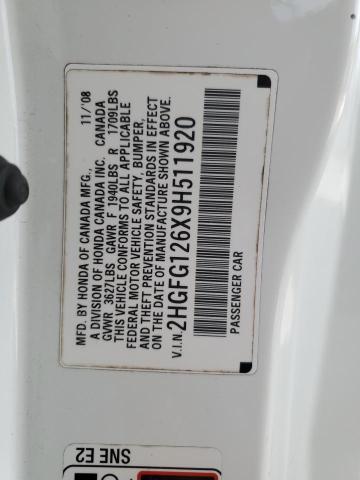 MFD. BY HONDA OF CANADA MFG., 11/08
A DIVISION OF HONDA CANADA INC. CANADA
GVWR 3627LBS GAWR F 1940LBS R 1709LBS
THIS VEHICLE CONFORMS TO ALL APPLICABLE
FEDERAL MOTOR VEHICLE SAFETY, BUMPER,
AND THEFT PREVENTION STANDARDS IN EFFECT
ON THE DATE OF MANUFACTURE SHOWN ABOVE.
V.I.N. 2HGFG126X9H511920
PASSENGER CAR
SNE E2